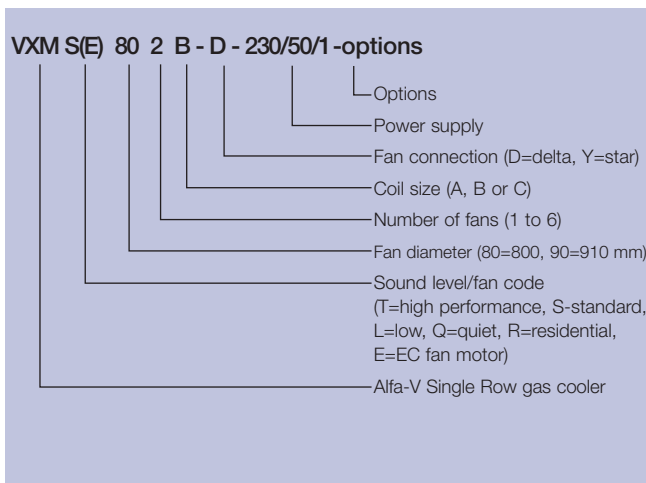 VXM S(E) 80 2 B - D - 230/50/1 -options
Options
Power supply
Fan connection (D=delta, Y=star)
Coil size (A, B or C)
Number of fans (1 to 6)
Fan diameter (80=800, 90=910 mm)
Sound level/fan code
(T=high performance, S-standard,
L=low, Q=quiet, R=residential,
E=EC fan motor)
Alfa-V Single Row gas cooler